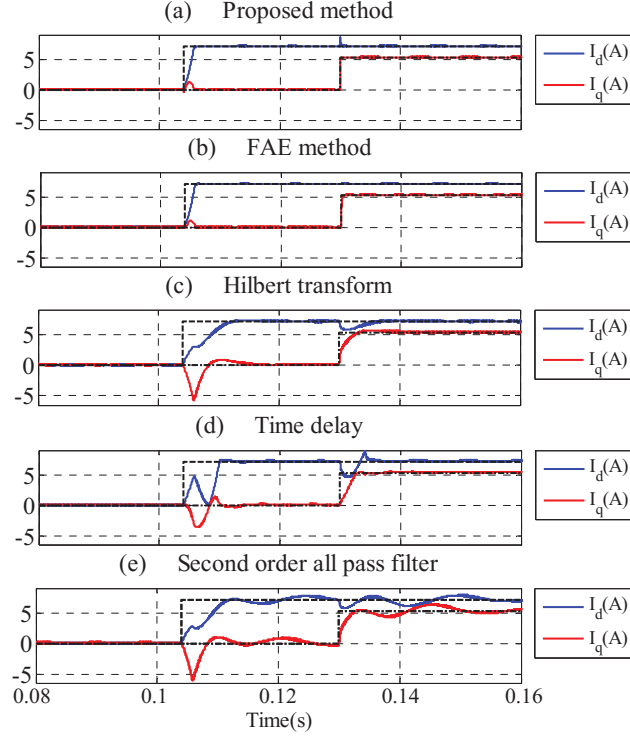 (a) Proposed method
5
0
-5
I_d(A)
I_q(A)
(b) FAE method
5
0
-5
I_d(A)
I_q(A)
(c) Hilbert transform
5
0
-5
I_d(A)
I_q(A)
(d) Time delay
5
0
-5
I_d(A)
I_q(A)
(e) Second order all pass filter
5
0
-5
I_d(A)
I_q(A)
0.08 0.1 0.12 0.14 0.16
Time(s)